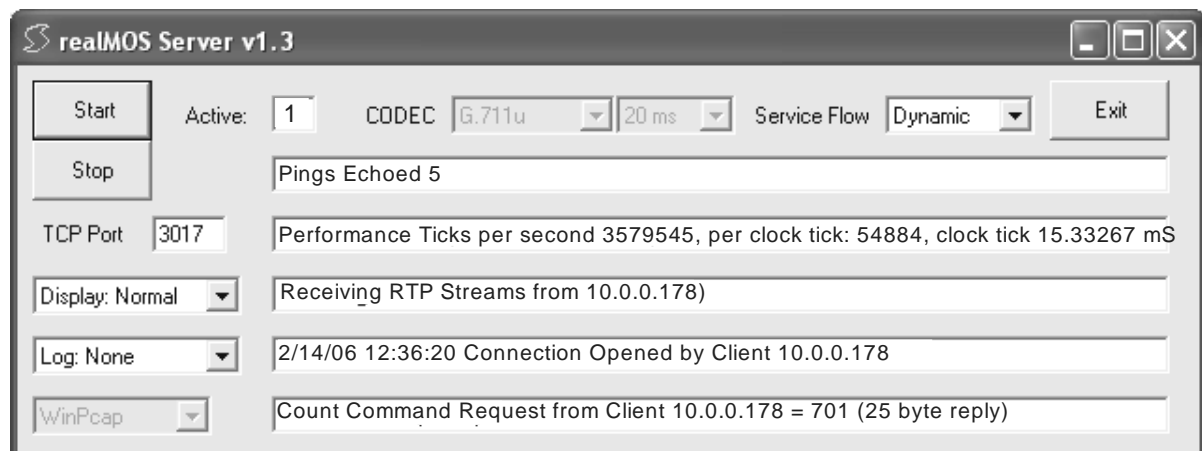 realMOS Server v1.3
Start Active: 1 CODEC G.711u 20 ms Service Flow Dynamic Exit
Stop Pings Echoed 5
TCP Port 3017 Performance Ticks per second 3579545, per clock tick: 54884, clock tick 15.33267 mS
Display: Normal Receiving RTP Streams from 10.0.0.178)
Log: None 2/14/06 12:36:20 Connection Opened by Client 10.0.0.178
WinPcap Count Command Request from Client 10.0.0.178 = 701 (25 byte reply)